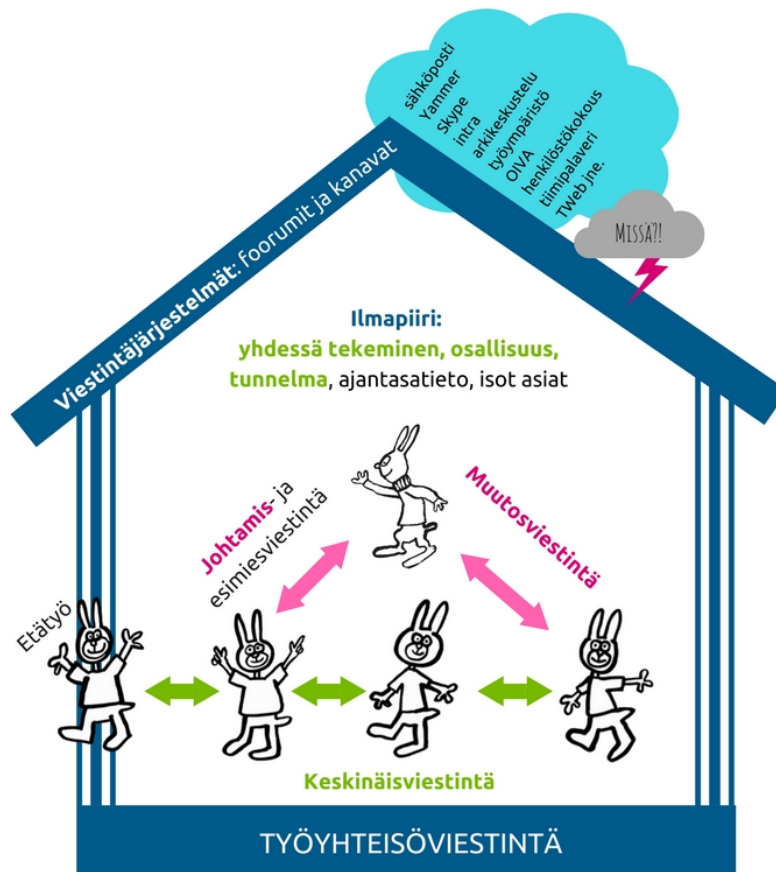 sähköposti
Yammer
Skype
intra
arkikeskustelu
työympäristö
OIVA
henkilöstökokous
tiimipalaveri
TWeb jne.
Missä?!
Viestintäjärjestelmät: foorumit ja kanavat
Ilmapiiri:
yhdessä tekeminen, osallisuus,
tunnelma, ajantasatieto, isot asiat
Johtamis- ja
esimiesviestintä
Muutosviestintä
Etätyö
Keskinäisviestintä
TYÖYHTEISÖVIESTINTÄ